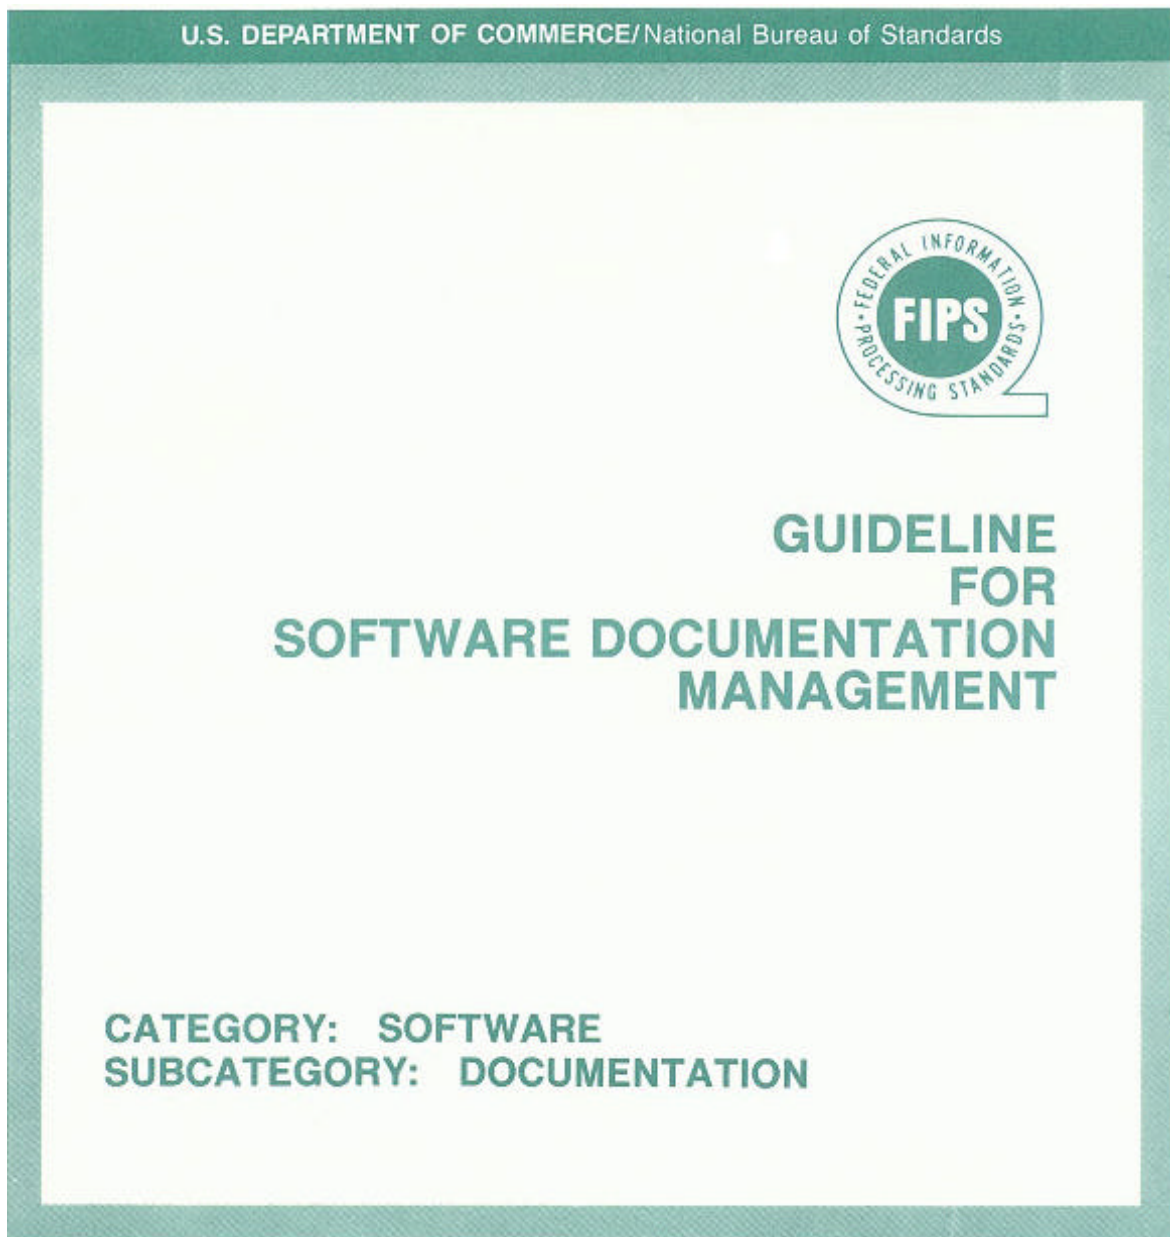 U.S. DEPARTMENT OF COMMERCE/National Bureau of Standards
FEDERAL INFORMATION
PROCESSING STANDARDS
FIPS
GUIDELINE
FOR
SOFTWARE DOCUMENTATION
MANAGEMENT
CATEGORY: SOFTWARE
SUBCATEGORY: DOCUMENTATION